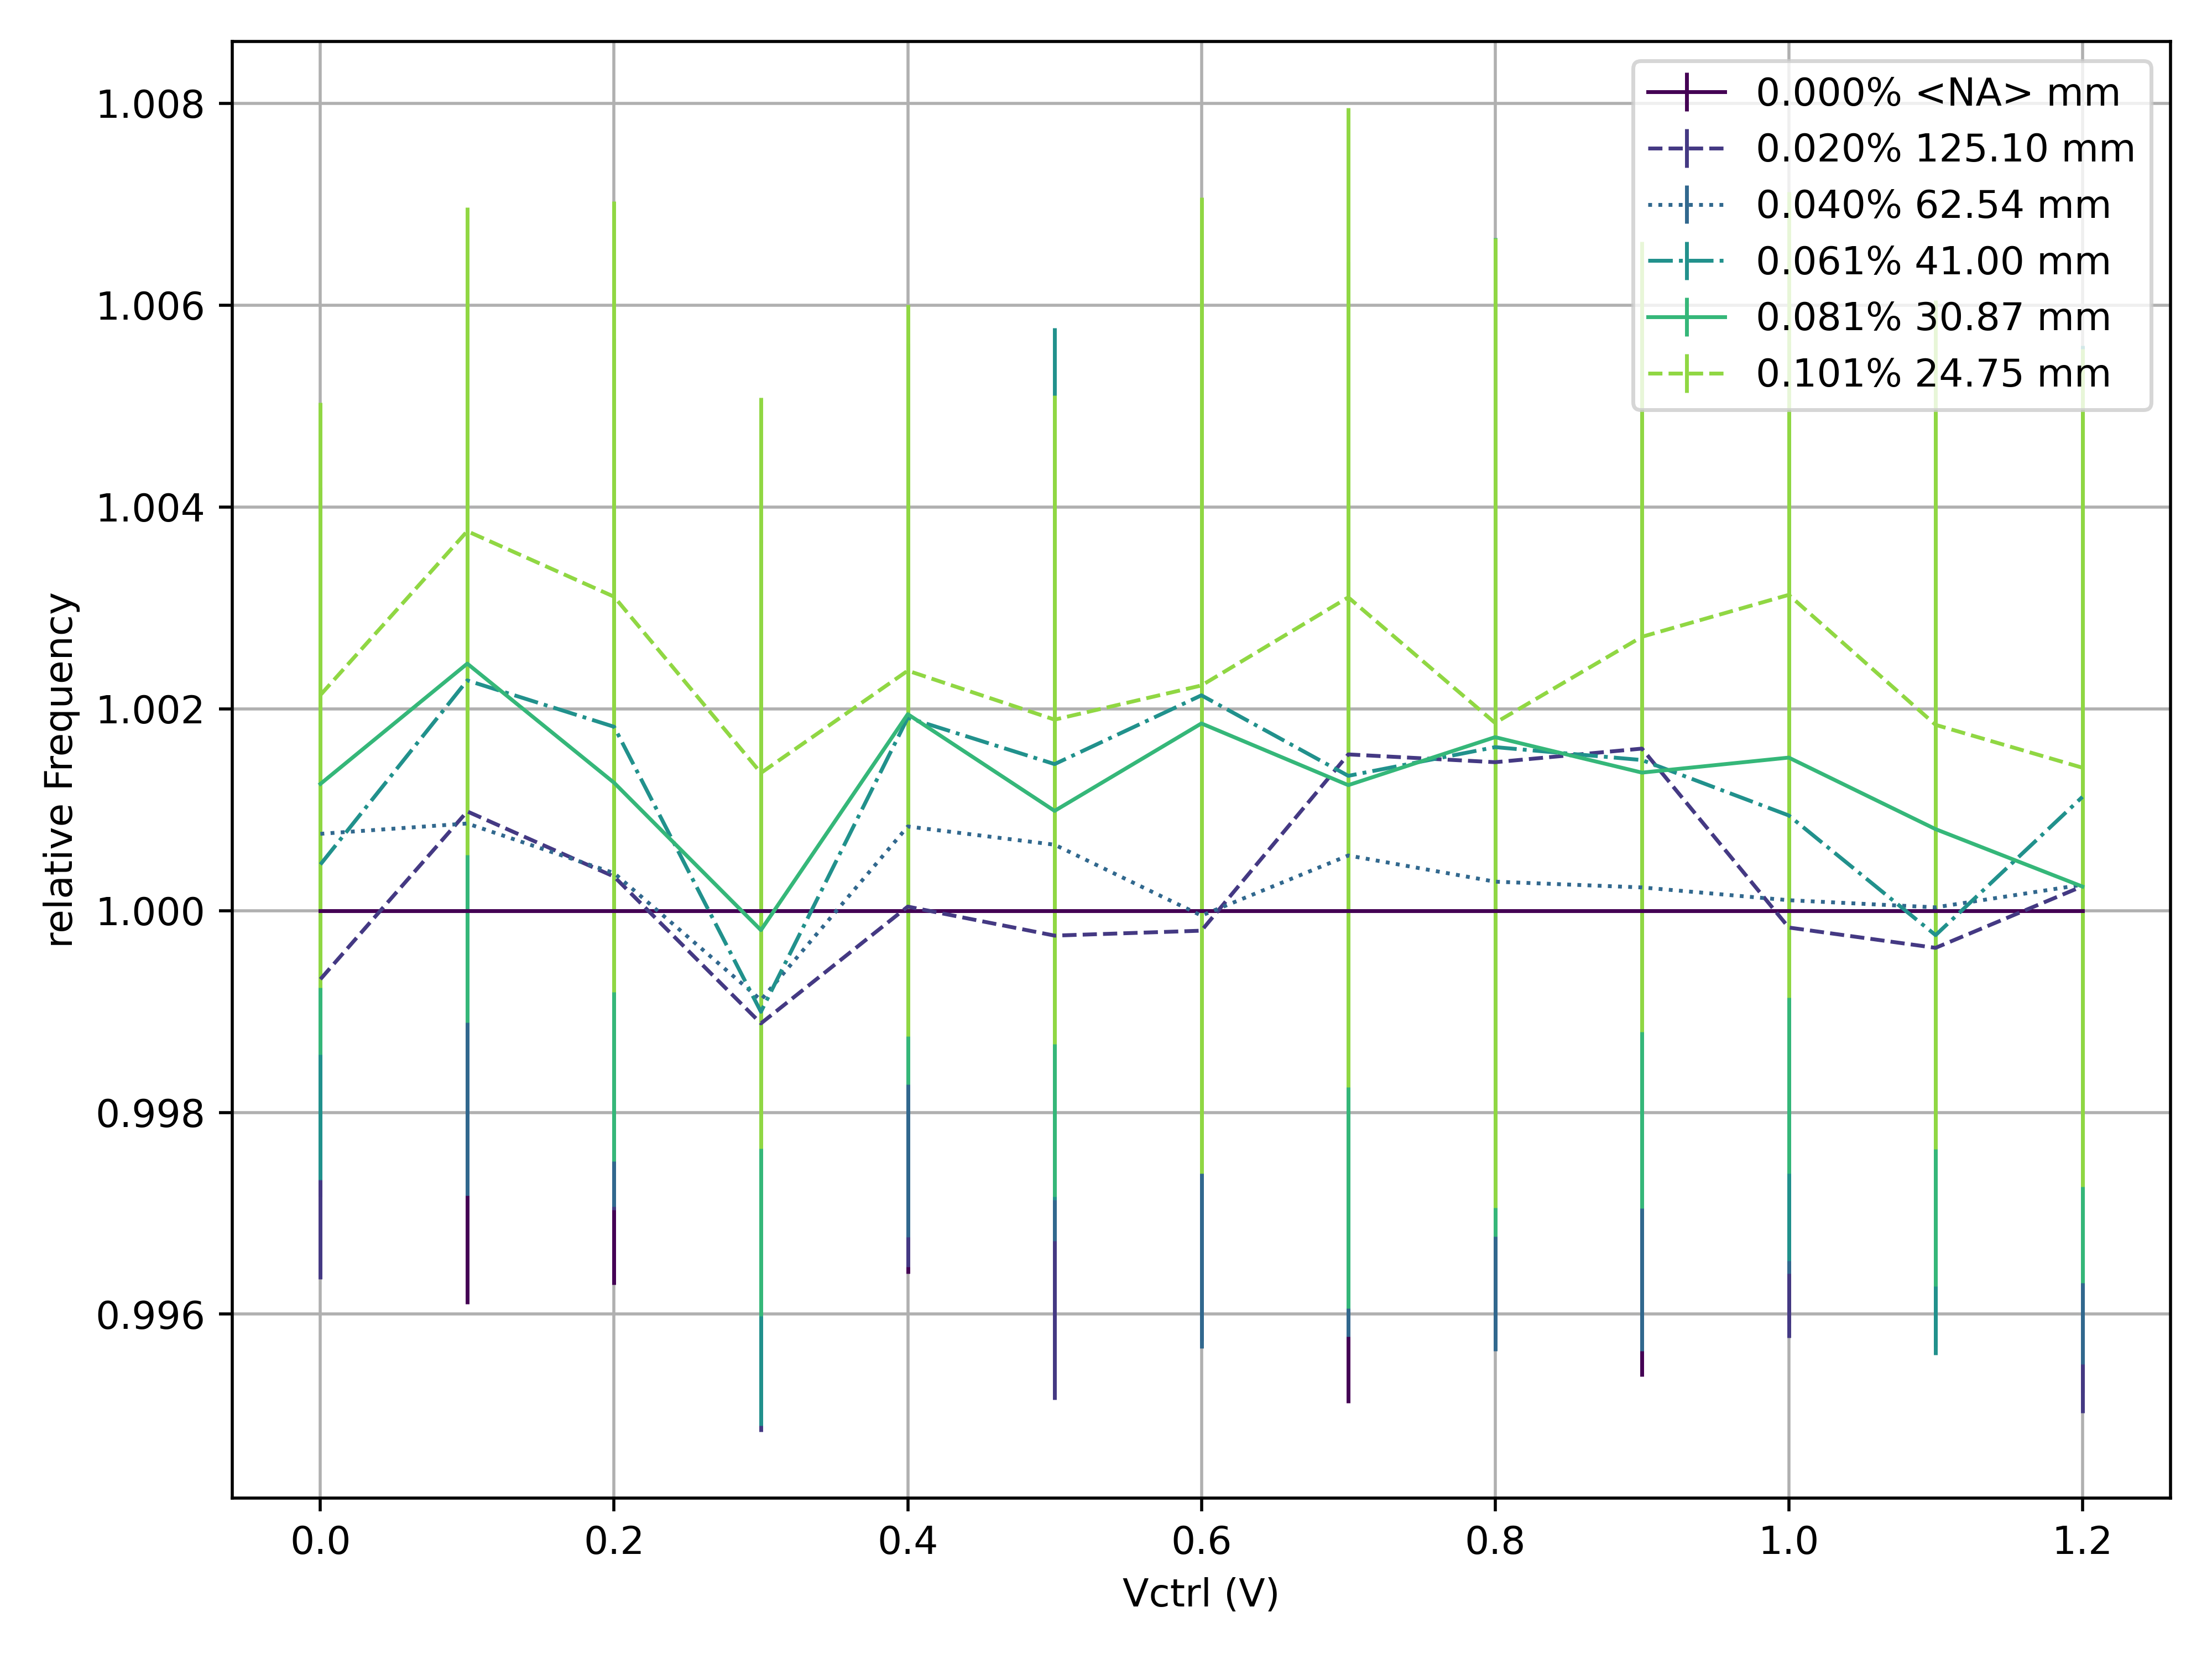 1.008
1.006
1.004
1.002
1.000
0.998
0.996
relative Frequency
0.000% <NA> mm
0.020% 125.10 mm
0.040% 62.54 mm
0.061% 41.00 mm
0.081% 30.87 mm
0.101% 24.75 mm
0.0 0.2 0.4 0.6 0.8 1.0 1.2
Vctrl (V)